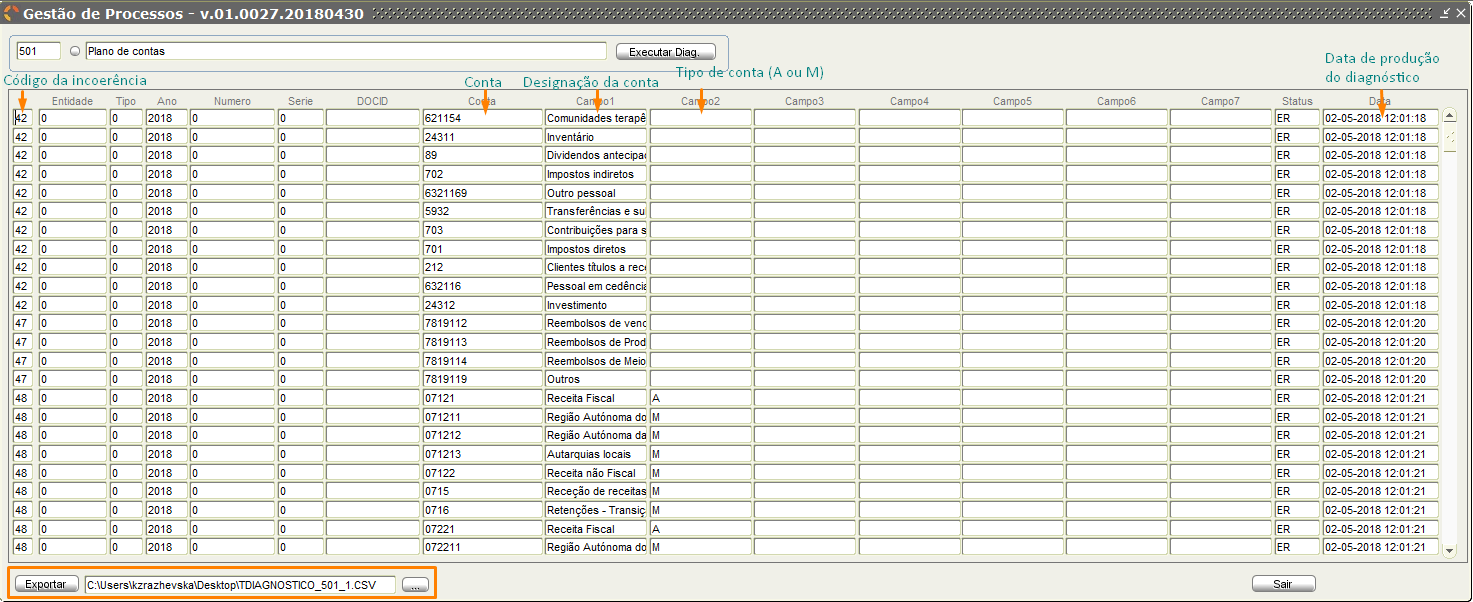 Gestão de Processos - v.01.0027.20180430
501 Plano de contas Executar Diag.
Código da incoerência Conta Designação da conta Tipo de conta (A ou M) Data de produção
do diagnóstico
Entidade Tipo Ano Numero Serie DOCID Conta Campo1 Campo2 Campo3 Campo4 Campo5 Campo6 Campo7 Status Data
42 0 0 2018 0 0 621154 Comunidades terapê ER 02-05-2018 12:01:18
42 0 0 2018 0 0 24311 Inventário ER 02-05-2018 12:01:18
42 0 0 2018 0 0 89 Dividendos antecipa ER 02-05-2018 12:01:18
42 0 0 2018 0 0 702 Impostos indiretos ER 02-05-2018 12:01:18
42 0 0 2018 0 0 6321169 Outro pessoal ER 02-05-2018 12:01:18
42 0 0 2018 0 0 5932 Transferências e su ER 02-05-2018 12:01:18
42 0 0 2018 0 0 703 Contribuições para s ER 02-05-2018 12:01:18
42 0 0 2018 0 0 701 Impostos diretos ER 02-05-2018 12:01:18
42 0 0 2018 0 0 212 Clientes títulos a rece ER 02-05-2018 12:01:18
42 0 0 2018 0 0 632116 Pessoal em cedência ER 02-05-2018 12:01:18
42 0 0 2018 0 0 24312 Investimento ER 02-05-2018 12:01:18
47 0 0 2018 0 0 7819112 Reembolsos de venc ER 02-05-2018 12:01:20
47 0 0 2018 0 0 7819113 Reembolsos de Prod ER 02-05-2018 12:01:20
47 0 0 2018 0 0 7819114 Reembolsos de Meio ER 02-05-2018 12:01:20
47 0 0 2018 0 0 7819119 Outros ER 02-05-2018 12:01:20
48 0 0 2018 0 0 07121 Receita Fiscal A ER 02-05-2018 12:01:21
48 0 0 2018 0 0 071211 Região Autónoma do M ER 02-05-2018 12:01:21
48 0 0 2018 0 0 071212 Região Autónoma da M ER 02-05-2018 12:01:21
48 0 0 2018 0 0 071213 Autarquias locais M ER 02-05-2018 12:01:21
48 0 0 2018 0 0 07122 Receita não Fiscal M ER 02-05-2018 12:01:21
48 0 0 2018 0 0 0715 Receção de receitas M ER 02-05-2018 12:01:21
48 0 0 2018 0 0 0716 Retenções - Transiç M ER 02-05-2018 12:01:21
48 0 0 2018 0 0 07221 Receita Fiscal A ER 02-05-2018 12:01:21
48 0 0 2018 0 0 072211 Região Autónoma do M ER 02-05-2018 12:01:21
Exportar C:\Users\kzrazhevska\Desktop\TDIAGNOSTICO_501_1.CSV ... Sair